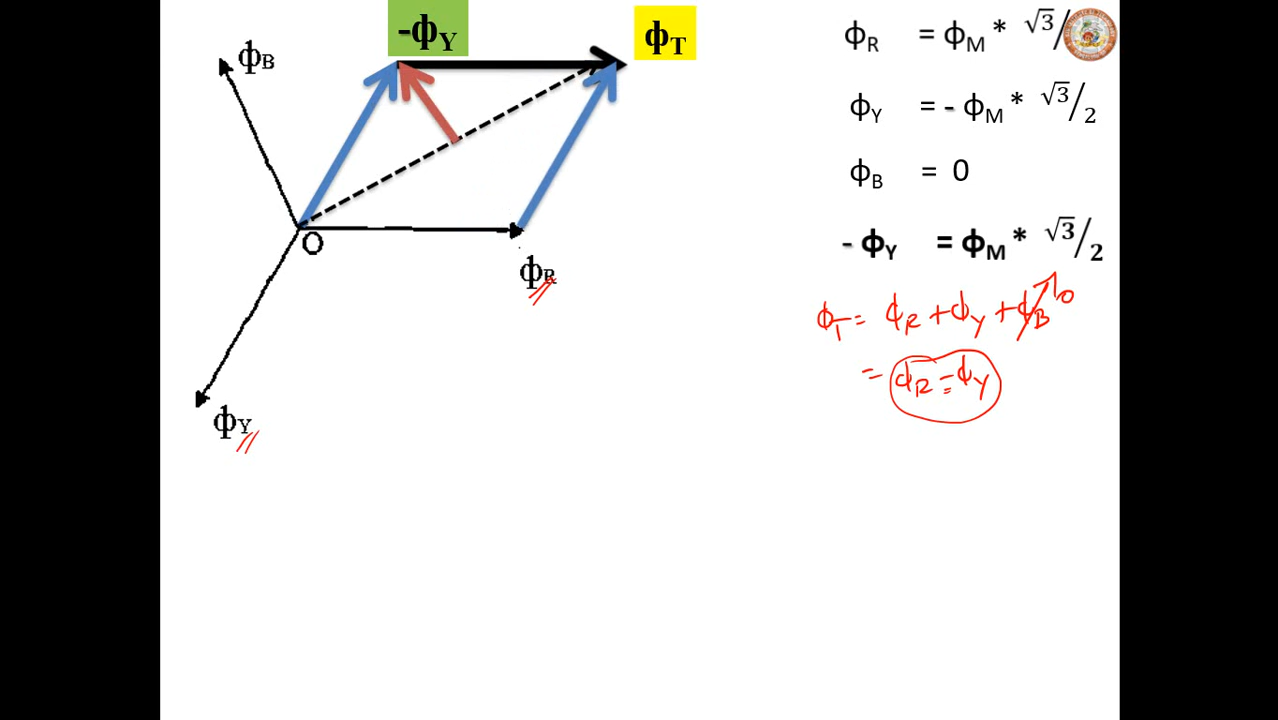 -ϕY
ϕT
ϕB
O
ϕR
ϕY
ϕR = ϕM * √3/
ϕY = - ϕM * √3/2
ϕB = 0
- ϕY = ϕM * √3/2
ϕT = ϕR + ϕY + ϕB 0
= ϕR - ϕY